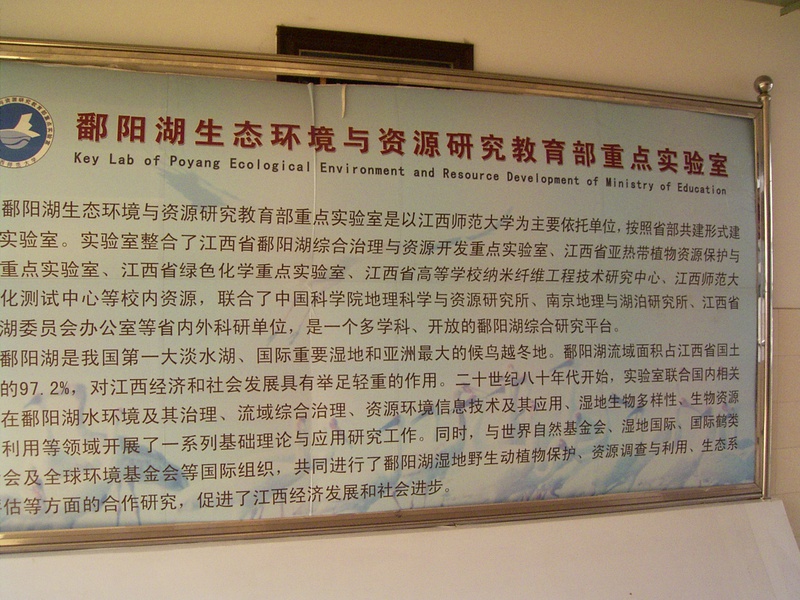 鄱阳湖生态环境与资源研究教育部重点实验室
Key Lab of Poyang Ecological Environment and Resource Development of Ministry of Education
鄱阳湖生态环境与资源研究教育部重点实验室是以江西师范大学为主要依托单位，按照省部共建形式建
实验室。实验室整合了江西省鄱阳湖综合治理与资源开发重点实验室、江西省亚热带植物资源保护与
重点实验室、江西省绿色化学重点实验室、江西省高等学校纳米纤维工程技术研究中心、江西师范大
化测试中心等校内资源，联合了中国科学院地理科学与资源研究所、南京地理与湖泊研究所、江西省
湖委员会办公室等省内外科研单位，是一个多学科、开放的鄱阳湖综合研究平台。
鄱阳湖是我国第一大淡水湖、国际重要湿地和亚洲最大的候鸟越冬地。鄱阳湖流域面积占江西省国土
的97.2%，对江西经济和社会发展具有举足轻重的作用。二十世纪八十年代开始，实验室联合国内相关
在鄱阳湖水环境及其治理、流域综合治理、资源环境信息技术及其应用、湿地生物多样性、生物资源
利用等领域开展了一系列基础理论与应用研究工作。同时，与世界自然基金会、湿地国际、国际鹤类
会及全球环境基金会等国际组织，共同进行了鄱阳湖湿地野生动植物保护、资源调查与利用、生态系
评估等方面的合作研究，促进了江西经济发展和社会进步。